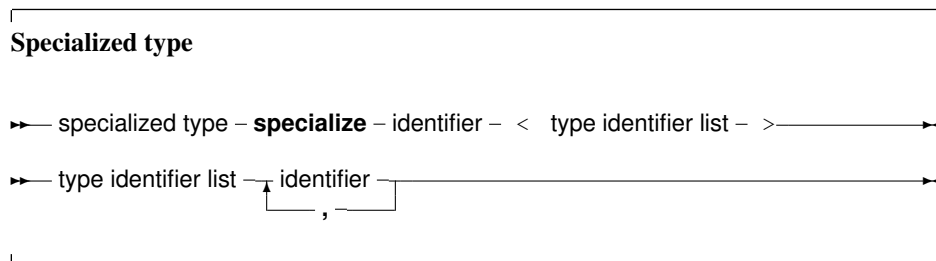 Specialized type
specialized type – specialize – identifier – < type identifier list – >
type identifier list – identifier –
,